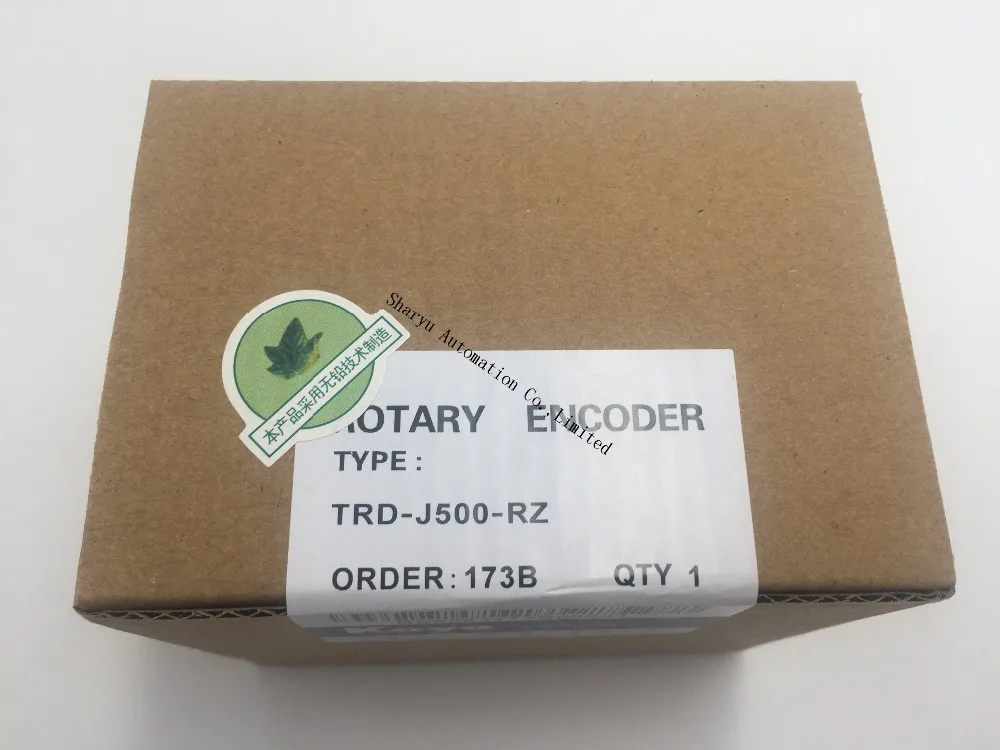 Sharyu Automation Co.,Limited
本产品采用无铅技术制造
ROTARY ENCODER
TYPE :
TRD-J500-RZ
ORDER: 173B QTY 1